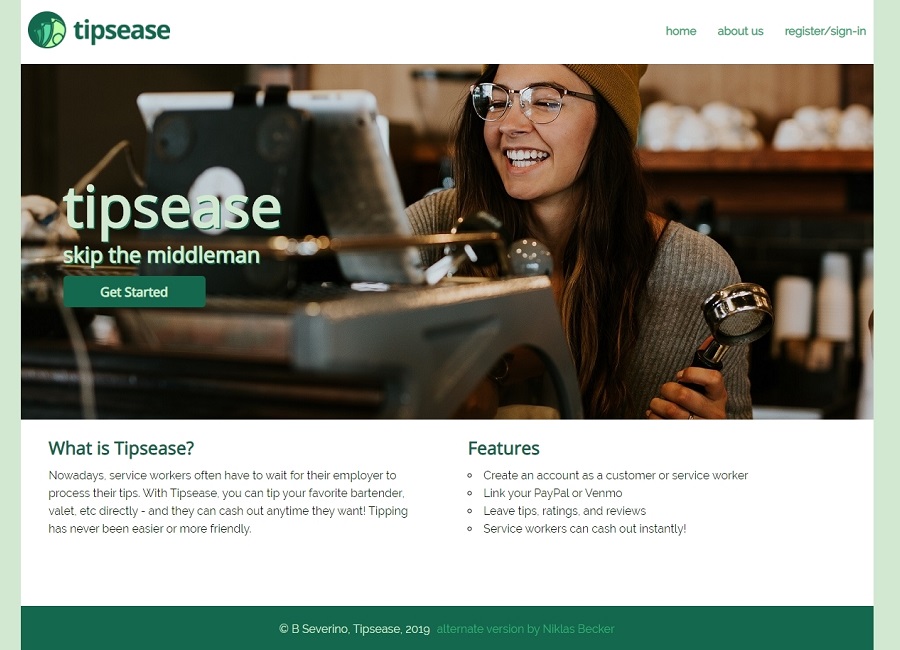 tipsease
home about us register/sign-in
tipsease
skip the middleman
Get Started
What is Tipsease?
Nowadays, service workers often have to wait for their employer to
process their tips. With Tipsease, you can tip your favorite bartender,
valet, etc directly - and they can cash out anytime they want! Tipping
has never been easier or more friendly.
Features
Create an account as a customer or service worker
Link your PayPal or Venmo
Leave tips, ratings, and reviews
Service workers can cash out instantly!
© B Severino, Tipsease, 2019 alternate version by Niklas Becker